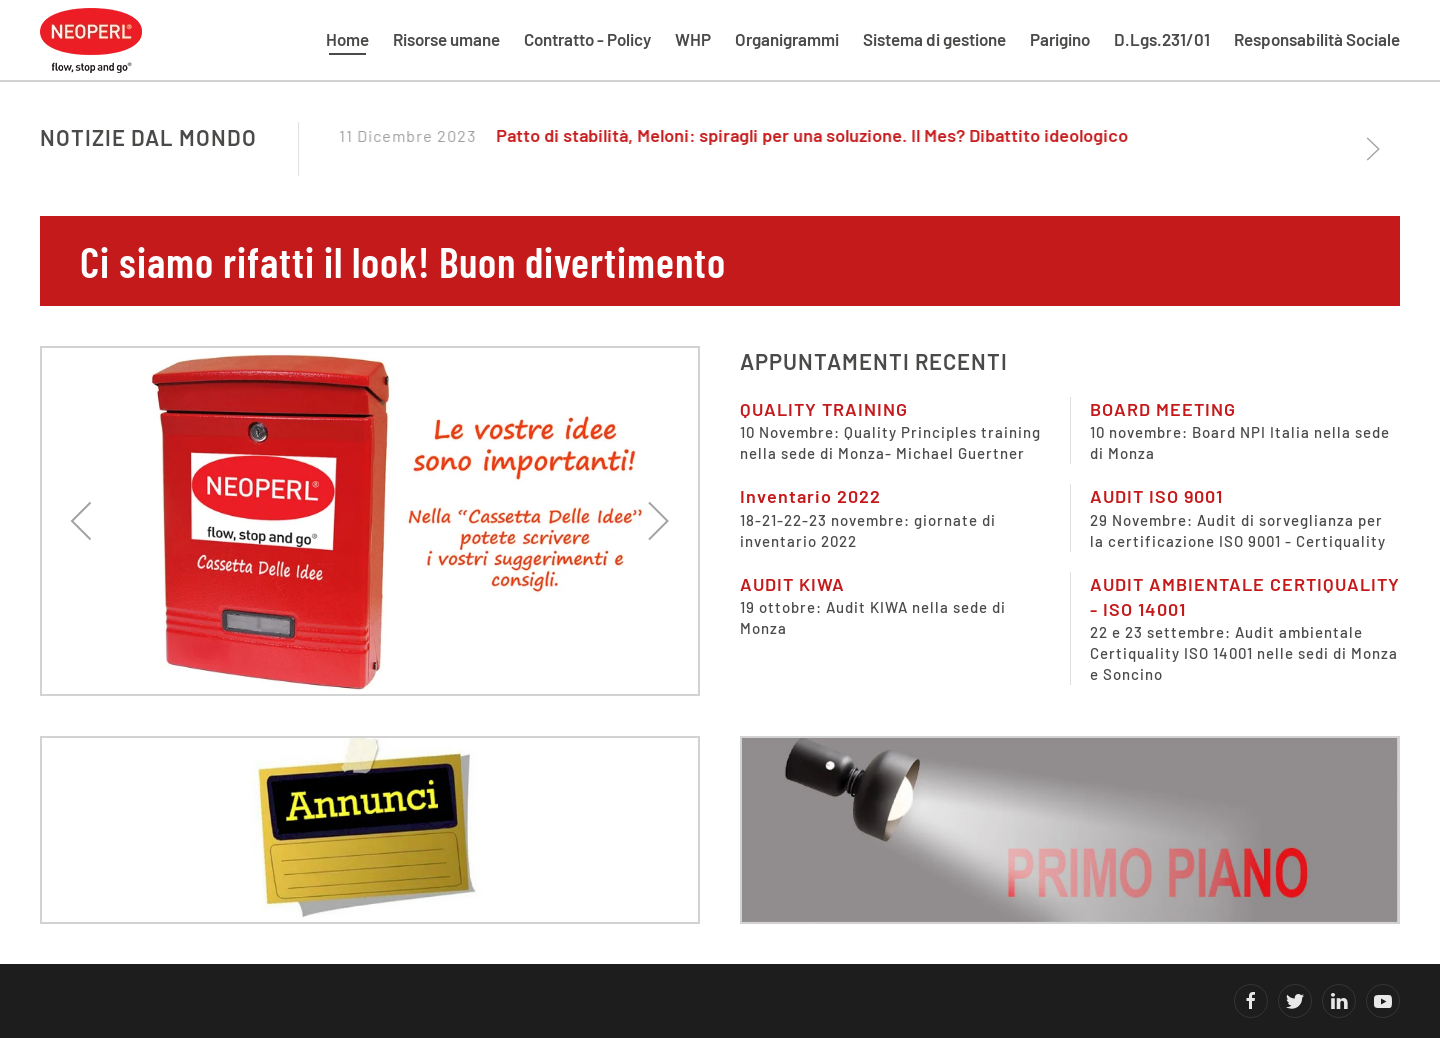 NEOPERL®
flow, stop and go®
Home Risorse umane Contratto - Policy WHP Organigrammi Sistema di gestione Parigino D.Lgs.231/01 Responsabilità Sociale
NOTIZIE DAL MONDO
11 Dicembre 2023 Patto di stabilità, Meloni: spiragli per una soluzione. Il Mes? Dibattito ideologico
Ci siamo rifatti il look! Buon divertimento
NEOPERL®
flow, stop and go®
Cassetta Delle Idee
Le vostre idee
sono importanti!
Nella “Cassetta Delle Idee”
potete scrivere
i vostri suggerimenti e
consigli.
APPUNTAMENTI RECENTI
QUALITY TRAINING
10 Novembre: Quality Principles training
nella sede di Monza- Michael Guertner
BOARD MEETING
10 novembre: Board NPI Italia nella sede
di Monza
Inventario 2022
18-21-22-23 novembre: giornate di
inventario 2022
AUDIT ISO 9001
29 Novembre: Audit di sorveglianza per
la certificazione ISO 9001 - Certiquality
AUDIT KIWA
19 ottobre: Audit KIWA nella sede di
Monza
AUDIT AMBIENTALE CERTIQUALITY
- ISO 14001
22 e 23 settembre: Audit ambientale
Certiquality ISO 14001 nelle sedi di Monza
e Soncino
Annunci
PRIMO PIANO